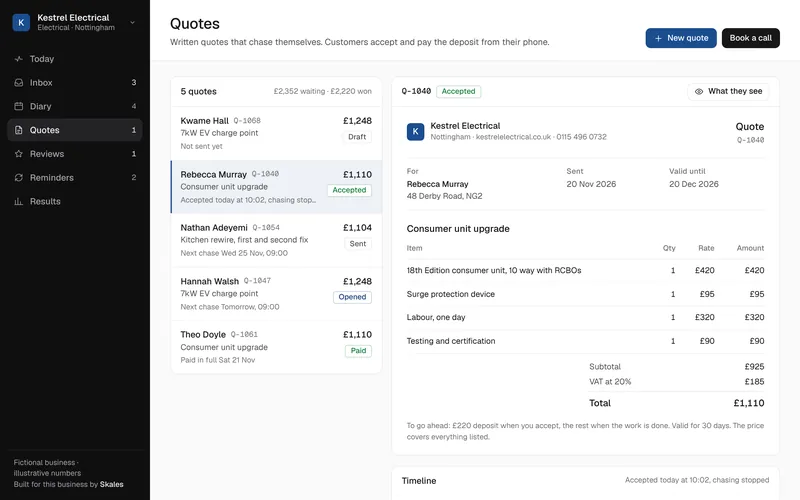 K
Kestrel Electrical
Electrical · Nottingham
Today
Inbox 3
Diary 4
Quotes 1
Reviews 1
Reminders 2
Results
Fictional business ·
illustrative numbers
Built for this business by Skales
Quotes
Written quotes that chase themselves. Customers accept and pay the deposit from their phone.
New quote
Book a call
5 quotes £2,352 waiting · £2,220 won
Kwame Hall Q-1068 £1,248
7kW EV charge point Draft
Not sent yet
Rebecca Murray Q-1040 £1,110
Consumer unit upgrade Accepted
Accepted today at 10:02, chasing stop...
Nathan Adeyemi Q-1054 £1,104
Kitchen rewire, first and second fix Sent
Next chase Wed 25 Nov, 09:00
Hannah Walsh Q-1047 £1,248
7kW EV charge point Opened
Next chase Tomorrow, 09:00
Theo Doyle Q-1061 £1,110
Consumer unit upgrade Paid
Paid in full Sat 21 Nov
Q-1040 Accepted What they see
K
Kestrel Electrical Quote
Nottingham · kestrelelectrical.co.uk · 0115 496 0732 Q-1040
For Sent Valid until
Rebecca Murray 20 Nov 2026 20 Dec 2026
48 Derby Road, NG2
Consumer unit upgrade
Item Qty Rate Amount
18th Edition consumer unit, 10 way with RCBOs 1 £420 £420
Surge protection device 1 £95 £95
Labour, one day 1 £320 £320
Testing and certification 1 £90 £90
Subtotal £925
VAT at 20% £185
Total £1,110
To go ahead: £220 deposit when you accept, the rest when the work is done. Valid for 30 days. The price
covers everything listed.
Timeline Accepted today at 10:02, chasing stopped